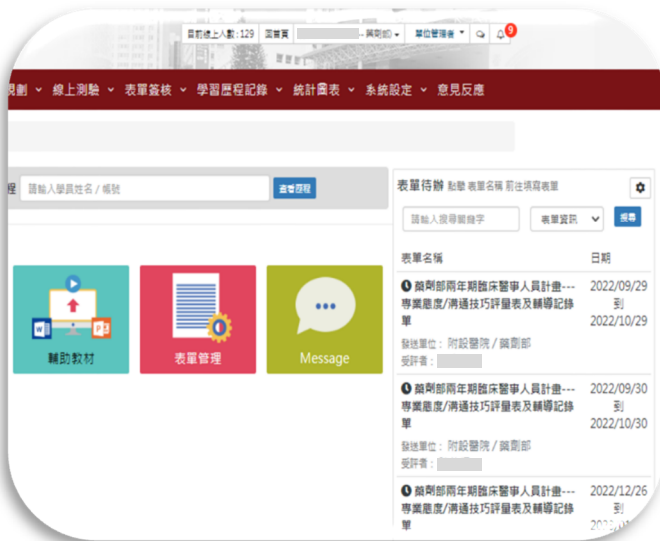 目前線上人數:129 回首頁 -- 藥劑部) 單位管理者 9
線上測驗 表單簽核 學習歷程記錄 統計圖表 系統設定 意見反應
程 請輸入學員姓名 / 帳號 查看歷程
表單待辦 點擊 表單名稱 前往填寫表單
請輸入搜尋關鍵字 表單資訊 搜尋
表單名稱 日期
藥劑部兩年期臨床醫事人員計畫--- 2022/09/29
專業態度/溝通技巧評量表及輔導記錄 到
單 2022/10/29
發送單位: 附設醫院 / 藥劑部
受評者:
藥劑部兩年期臨床醫事人員計畫--- 2022/09/30
專業態度/溝通技巧評量表及輔導記錄 到
單 2022/10/30
發送單位: 附設醫院 / 藥劑部
受評者:
藥劑部兩年期臨床醫事人員計畫--- 2022/12/26
專業態度/溝通技巧評量表及輔導記錄 到
單
W P
輔助教材 表單管理 Message